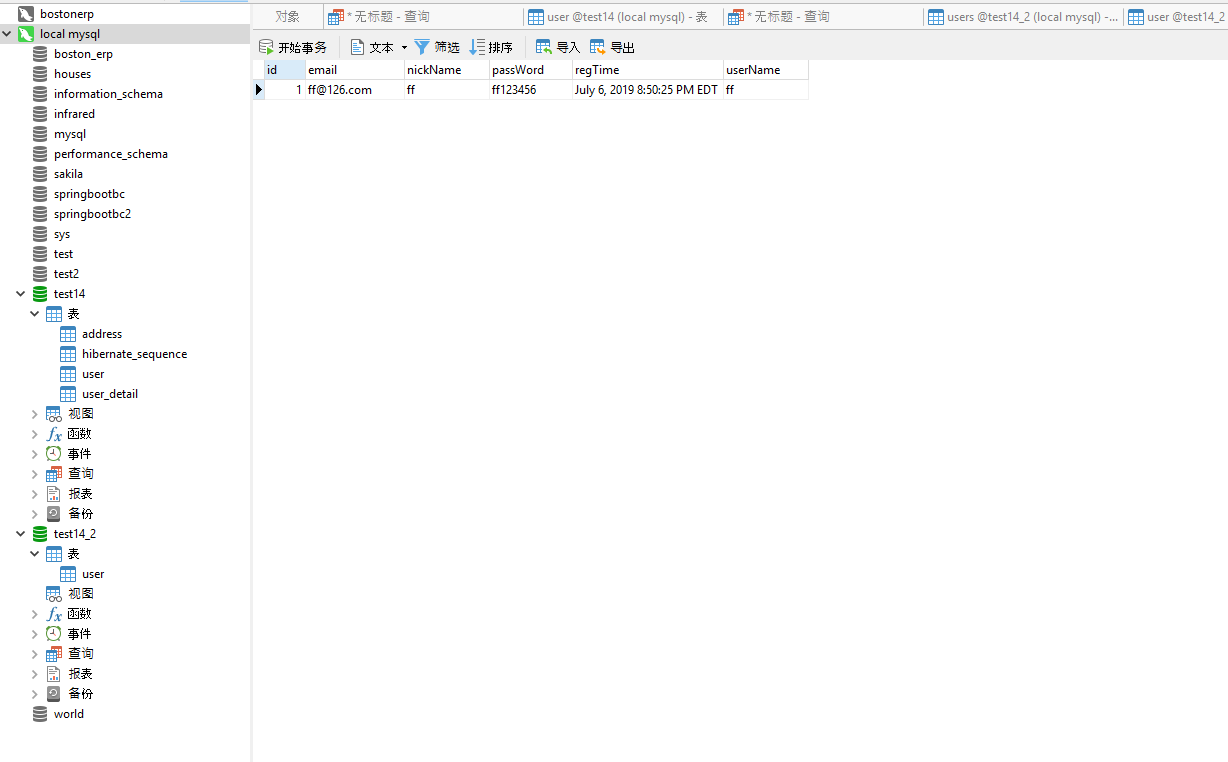 bostonerp
local mysql
boston_erp
houses
information_schema
infrared
mysql
performance_schema
sakila
springbootbc
springbootbc2
sys
test
test2
test14
表
address
hibernate_sequence
user
user_detail
视图
函数
事件
查询
报表
备份
test14_2
表
user
视图
函数
事件
查询
报表
备份
world
对象
* 无标题 - 查询
user @test14 (local mysql) - 表
* 无标题 - 查询
users @test14_2 (local mysql) -...
user @test14_2
开始事务 文本 筛选 排序 导入 导出
id email nickName passWord regTime userName
1 ff@126.com ff ff123456 July 6, 2019 8:50:25 PM EDT ff